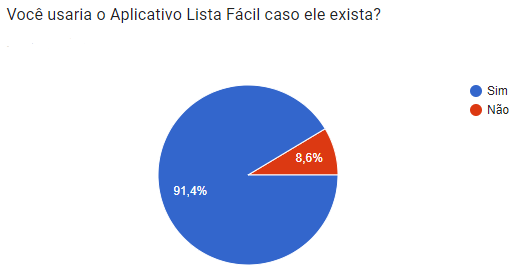 Você usaria o Aplicativo Lista Fácil caso ele exista?
Sim
Não
8,6%
91,4%